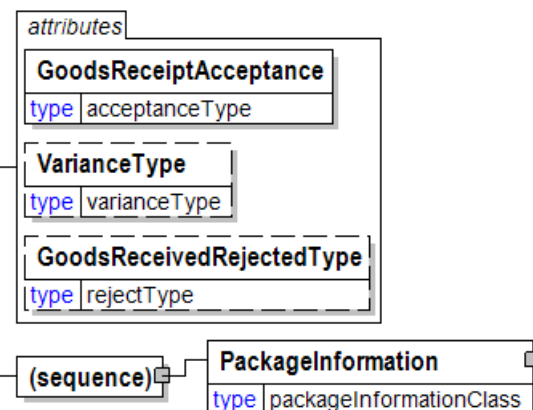 attributes
GoodsReceiptAcceptance
type acceptanceType
VarianceType
type varianceType
GoodsReceivedRejectedType
type rejectType
(sequence)
PackageInformation
type packageInformationClass